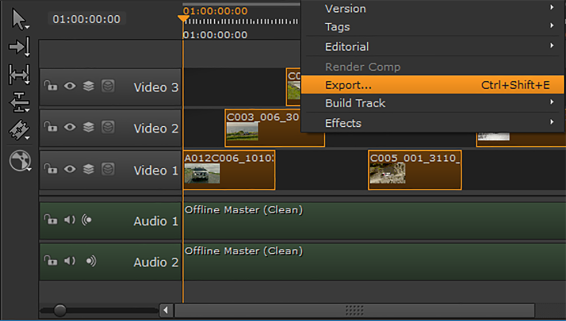 01:00:00:00
01:00:00:00
01:00:00:00
Version
Tags
Editorial
Render Comp
Export... Ctrl+Shift+E
Build Track
Effects
Video 3
Video 2
C003_006_30
Video 1
A012C006_1010
C005_001_3110_
Audio 1
Offline Master (Clean)
Audio 2
Offline Master (Clean)